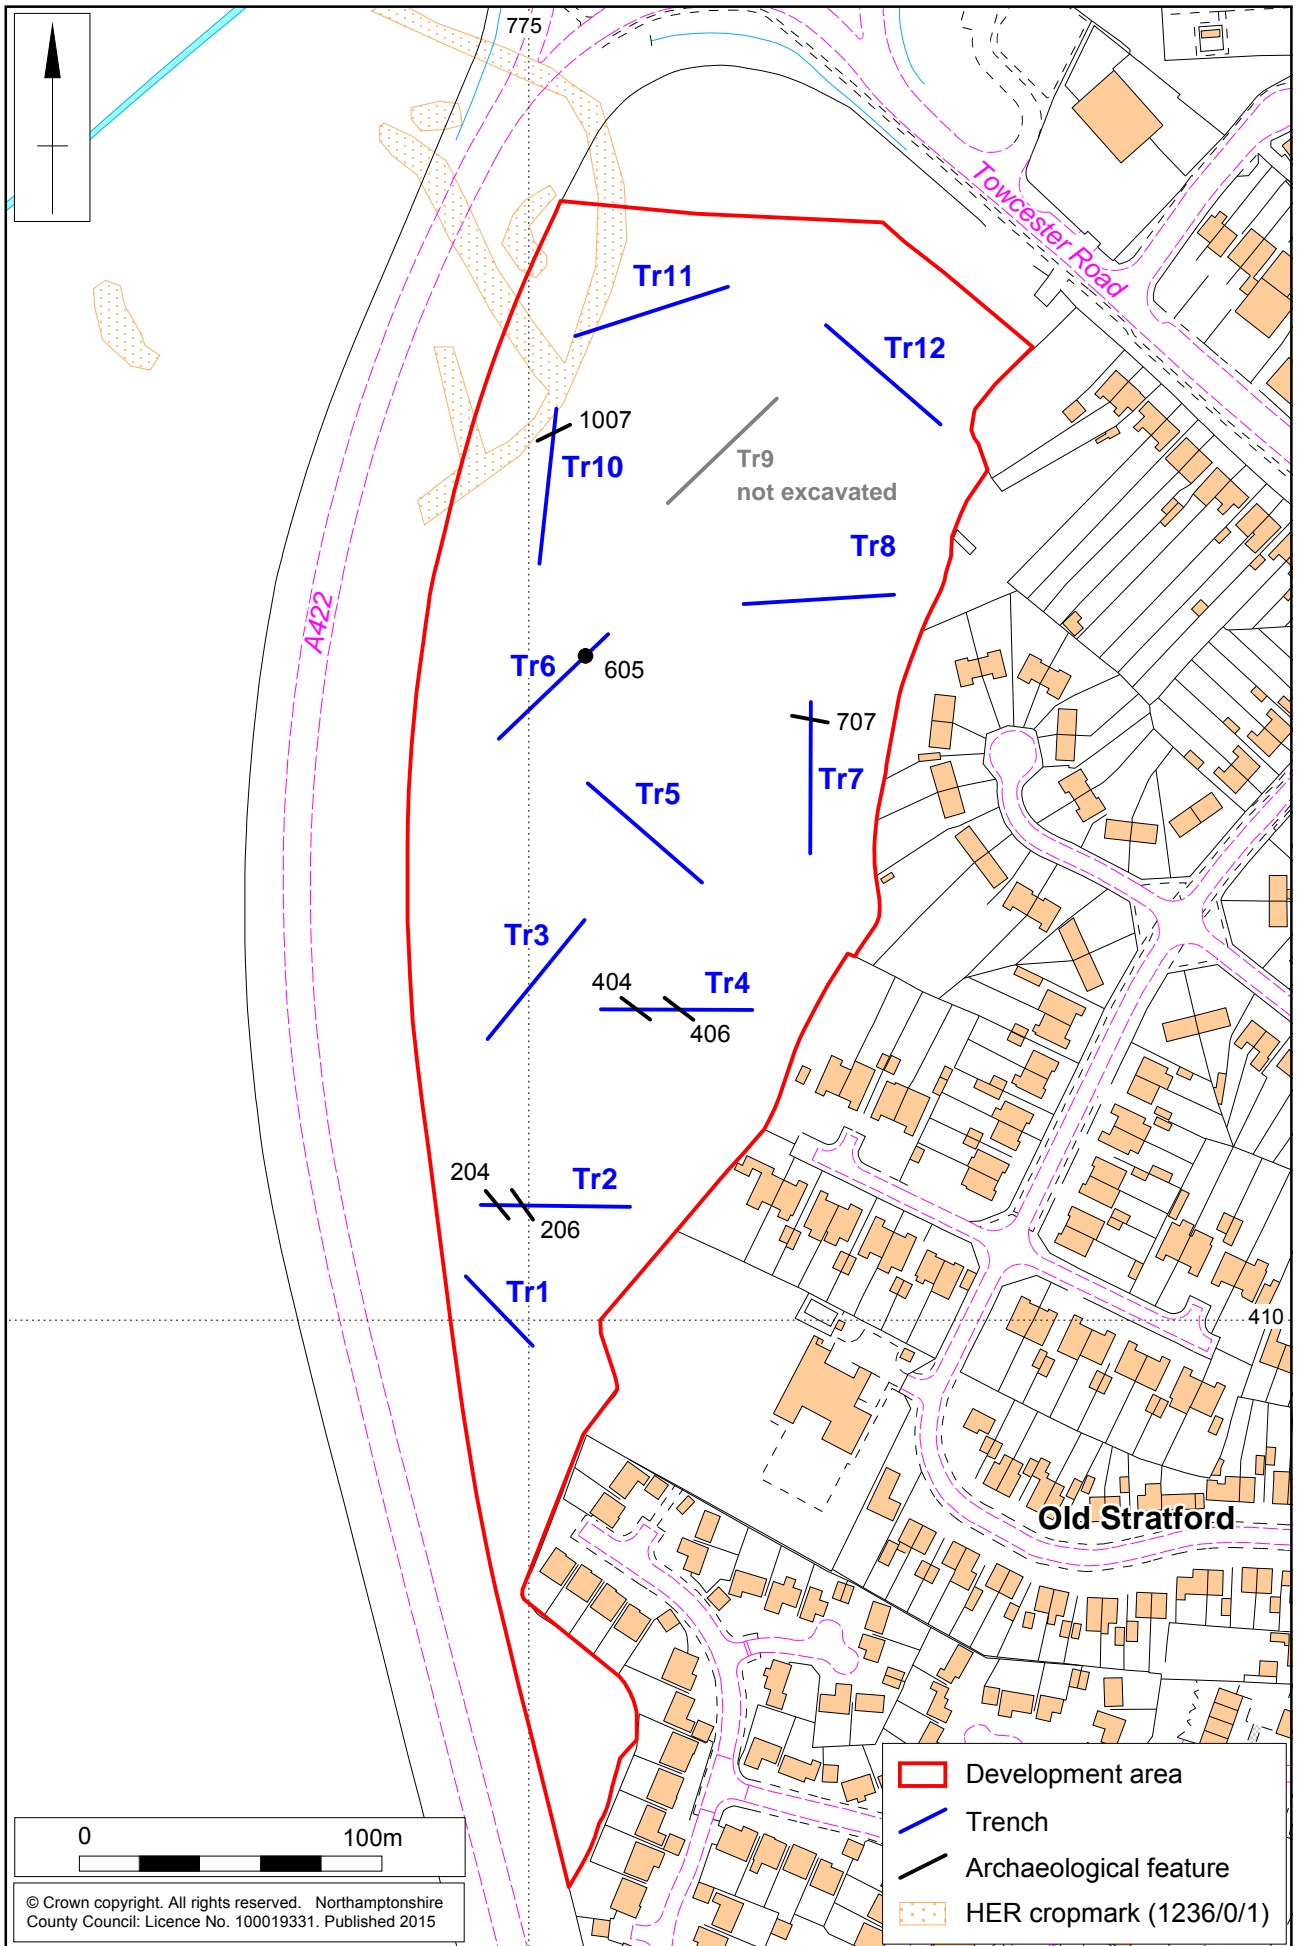 775
Towcester Road
Tr11
Tr12
1007
Tr10
Tr9
not excavated
Tr8
A422
Tr6
605
707
Tr7
Tr5
Tr3
404
Tr4
406
204
Tr2
206
Tr1
410
Old Stratford
Development area
Trench
Archaeological feature
HER cropmark (1236/0/1)
0 100m
© Crown copyright. All rights reserved. Northamptonshire
County Council: Licence No. 100019331. Published 2015